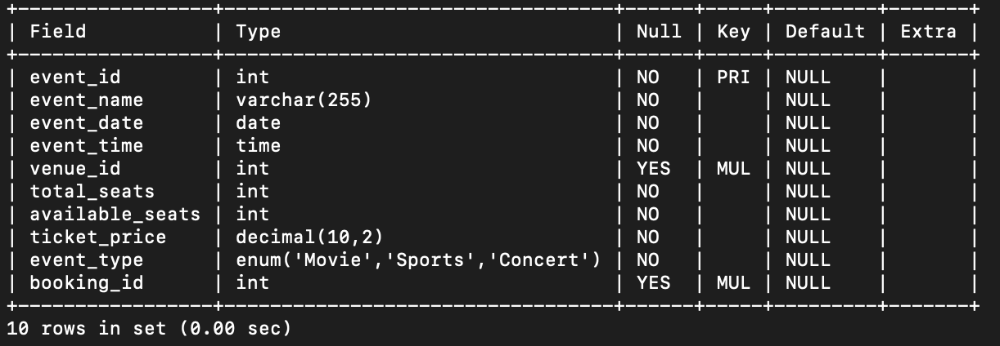 +-----------------+-----------------------------------+------+-----+---------+-------+
| Field           | Type                              | Null | Key | Default | Extra |
+-----------------+-----------------------------------+------+-----+---------+-------+
| event_id        | int                               | NO   | PRI | NULL    |       |
| event_name      | varchar(255)                      | NO   |     | NULL    |       |
| event_date      | date                              | NO   |     | NULL    |       |
| event_time      | time                              | NO   |     | NULL    |       |
| venue_id        | int                               | YES  | MUL | NULL    |       |
| total_seats     | int                               | NO   |     | NULL    |       |
| available_seats | int                               | NO   |     | NULL    |       |
| ticket_price    | decimal(10,2)                     | NO   |     | NULL    |       |
| event_type      | enum('Movie','Sports','Concert')  | NO   |     | NULL    |       |
| booking_id      | int                               | YES  | MUL | NULL    |       |
+-----------------+-----------------------------------+------+-----+---------+-------+
10 rows in set (0.00 sec)